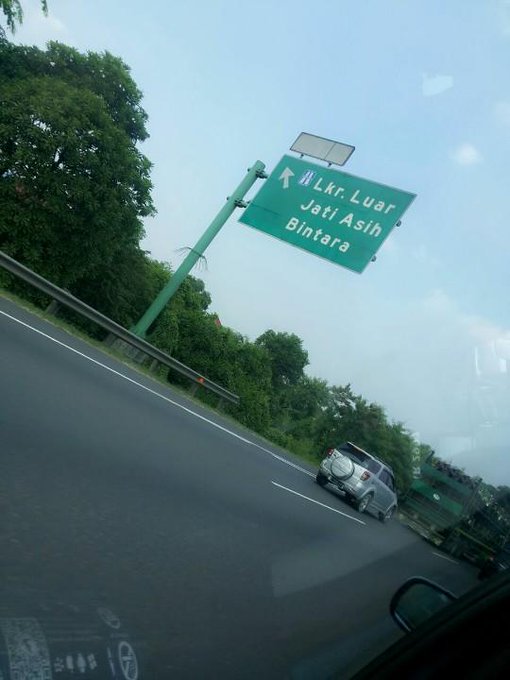 Lkr. Luar
Jati Asih
Bintara